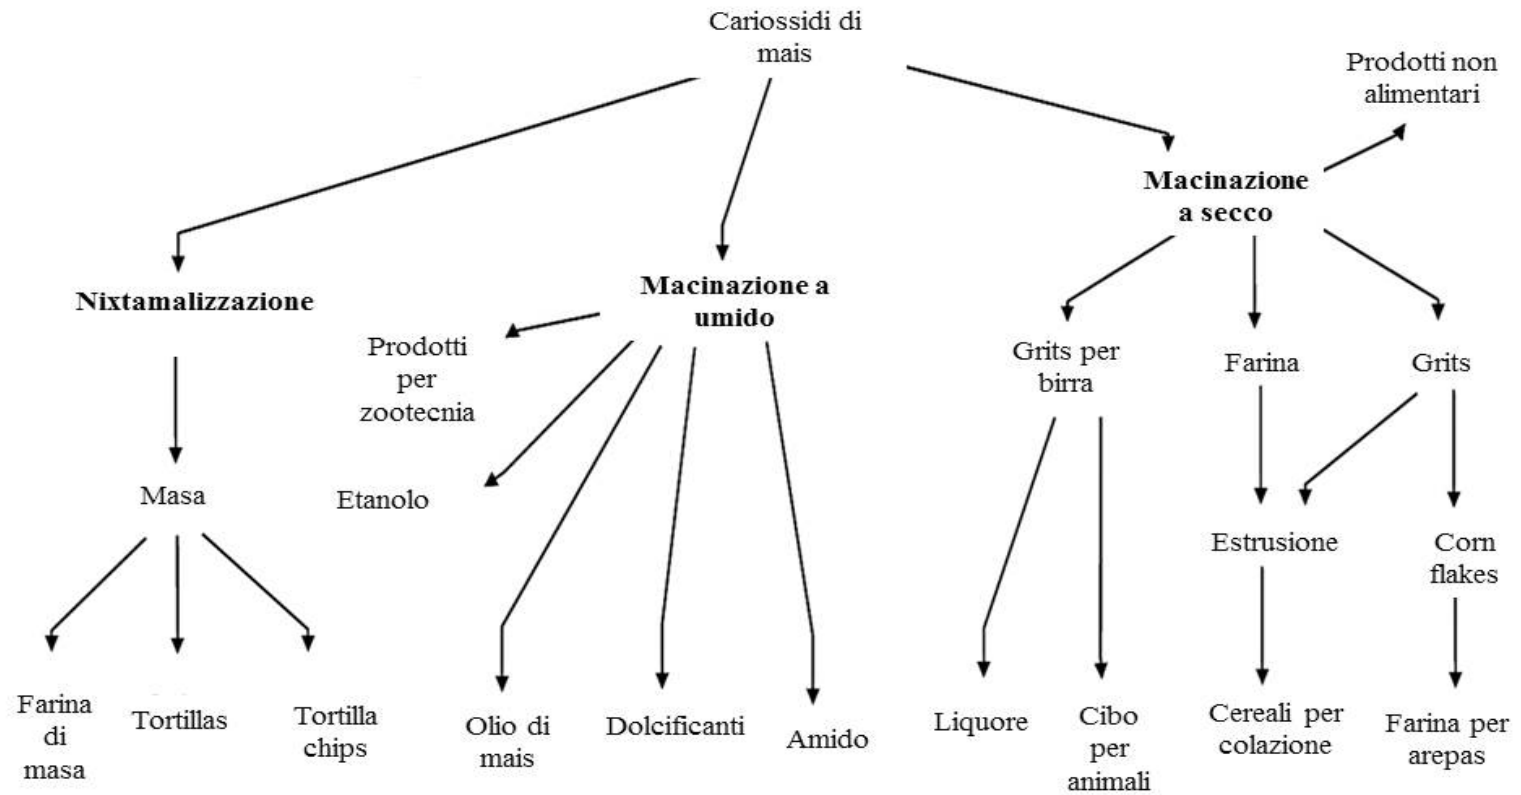 Cariossidi di
mais
Prodotti non
alimentari
Macinazione
a secco
Nixtamalizzazione
Macinazione a
umido
Prodotti
per
zootecnia
Grits per
birra
Farina
Grits
Masa
Etanolo
Estrusione
Corn
flakes
Farina
di
masa
Tortillas
Tortilla
chips
Olio di
mais
Dolcificanti
Amido
Liquore
Cibo
per
animali
Cereali per
colazione
Farina per
arepas